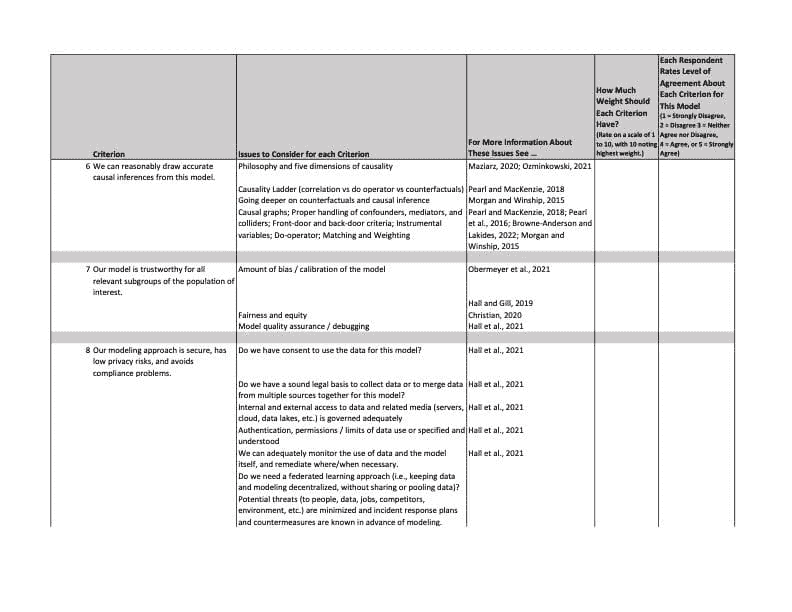 Criterion
Issues to Consider for each Criterion
For More Information About
These Issues See ...
How Much
Weight Should
Each Criterion
Have?
(Rate on a scale of 1
to 10, with 10 noting
highest weight.)
Each Respondent
Rates Level of
Agreement About
Each Criterion for
This Model
(1 = Strongly Disagree,
2 = Disagree 3 = Neither
Agree nor Disagree,
4 = Agree, or 5 = Strongly
Agree)
6 We can reasonably draw accurate
causal inferences from this model.
Philosophy and five dimensions of causality
Maziarz, 2020; Ozminkowski, 2021
Causality Ladder (correlation vs do operator vs counterfactuals)
Pearl and MacKenzie, 2018
Going deeper on counterfactuals and causal inference
Morgan and Winship, 2015
Causal graphs; Proper handling of confounders, mediators, and
colliders; Front-door and back-door criteria; Instrumental
variables; Do-operator; Matching and Weighting
Pearl and MacKenzie, 2018; Pearl
et al., 2016; Browne-Anderson and
Lakides, 2022; Morgan and
Winship, 2015
7 Our model is trustworthy for all
relevant subgroups of the population of
interest.
Amount of bias / calibration of the model
Obermeyer et al., 2021
Hall and Gill, 2019
Fairness and equity
Christian, 2020
Model quality assurance / debugging
Hall et al., 2021
8 Our modeling approach is secure, has
low privacy risks, and avoids
compliance problems.
Do we have consent to use the data for this model?
Hall et al., 2021
Do we have a sound legal basis to collect data or to merge data
from multiple sources together for this model?
Hall et al., 2021
Internal and external access to data and related media (servers,
cloud, data lakes, etc.) is governed adequately
Hall et al., 2021
Authentication, permissions / limits of data use or specified and
understood
Hall et al., 2021
We can adequately monitor the use of data and the model
itself, and remediate where/when necessary.
Hall et al., 2021
Do we need a federated learning approach (i.e., keeping data
and modeling decentralized, without sharing or pooling data)?
Potential threats (to people, data, jobs, competitors,
environment, etc.) are minimized and incident response plans
and countermeasures are known in advance of modeling.